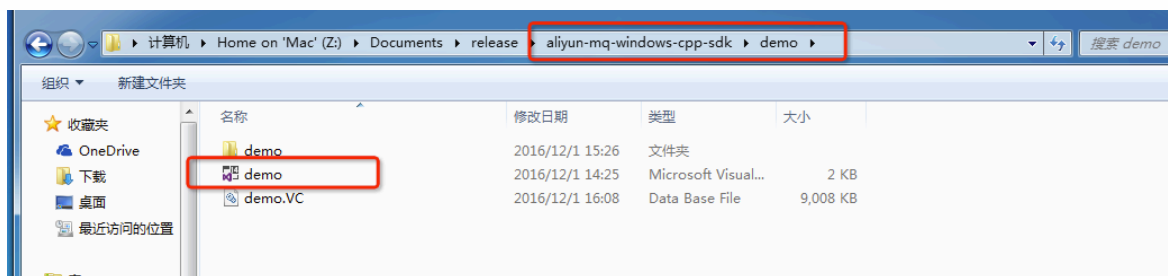 计算机 ▸ Home on 'Mac' (Z:) ▸ Documents ▸ release ▸ aliyun-mq-windows-cpp-sdk ▸ demo ▸ 搜索 demo
组织 ▾ 新建文件夹
收藏夹 名称 修改日期 类型 大小
OneDrive demo 2016/12/1 15:26 文件夹
下载 demo 2016/12/1 14:25 Microsoft Visual... 2 KB
桌面 demo.VC 2016/12/1 16:08 Data Base File 9,008 KB
最近访问的位置